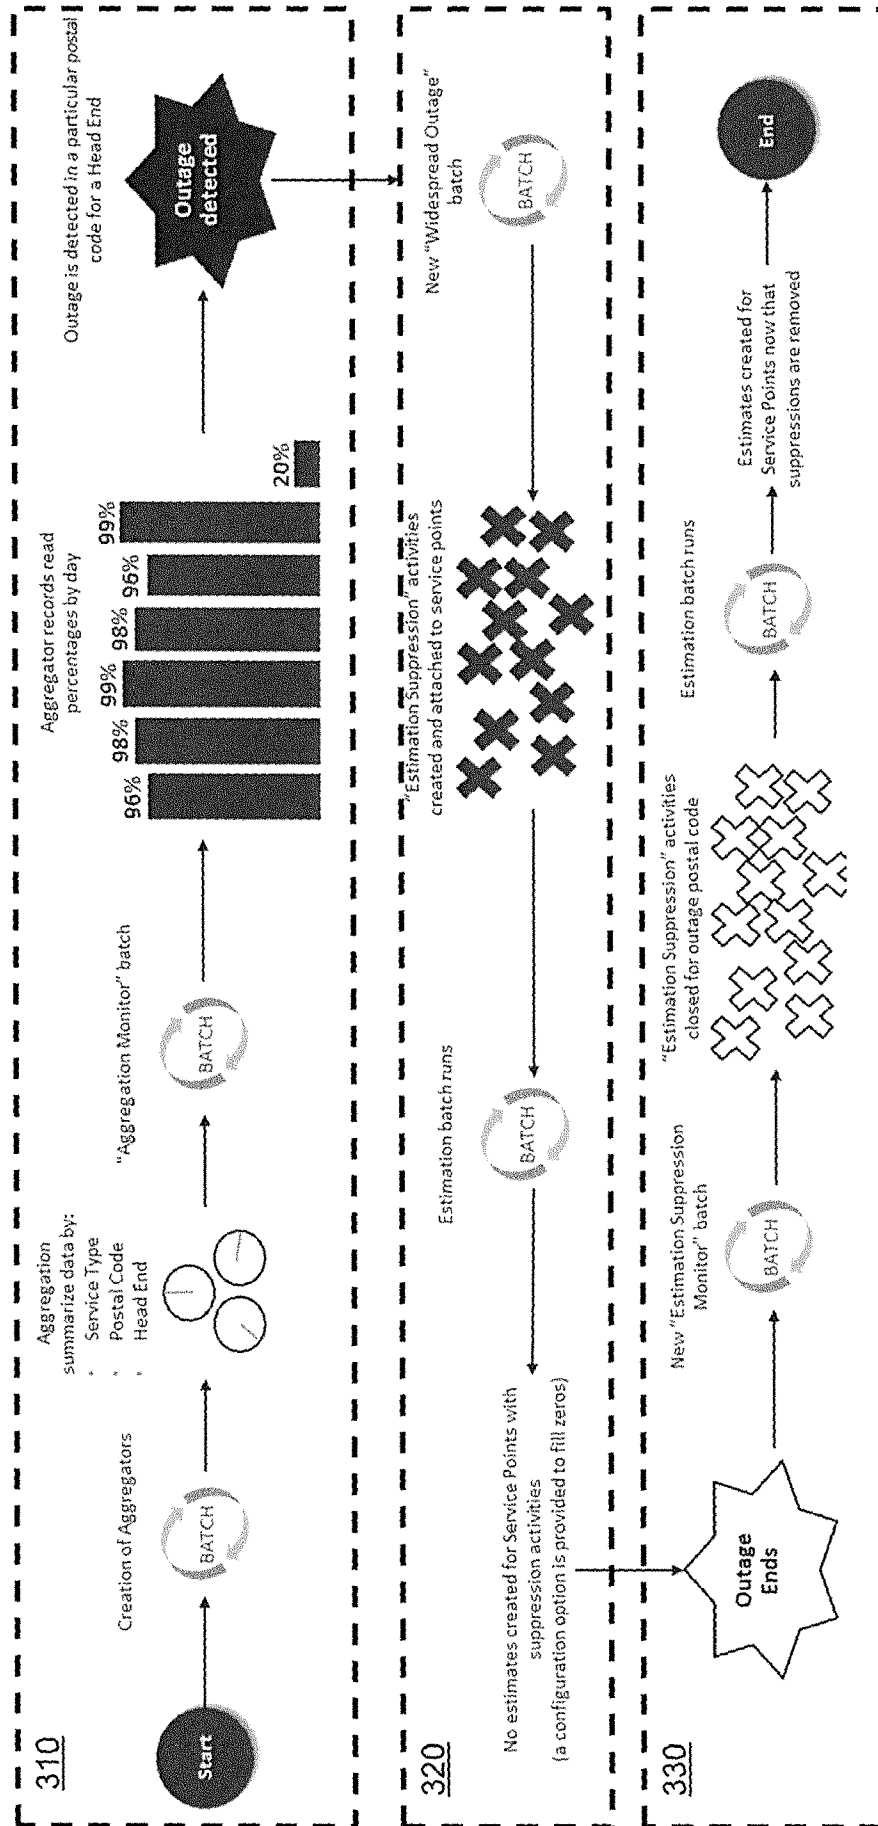 310
Start
Creation of Aggregators
BATCH
Aggregation
summarize data by:
* Service Type
* Postal Code
* Head End
"Aggregation Monitor" batch
BATCH
Aggregator records read
percentages by day
96%
98%
99%
98%
96%
99%
20%
Outage is detected in a particular postal
code for a Head End
Outage
detected
320
New "Widespread Outage"
batch
BATCH
"Estimation Suppression" activities
created and attached to service points
Estimation batch runs
BATCH
No estimates created for Service Points with
suppression activities
(a configuration option is provided to fill zeros)
330
Outage
Ends
New "Estimation Suppression
Monitor" batch
BATCH
"Estimation Suppression" activities
closed for outage postal code
Estimation batch runs
BATCH
Estimates created for
Service Points now that
suppressions are removed
End